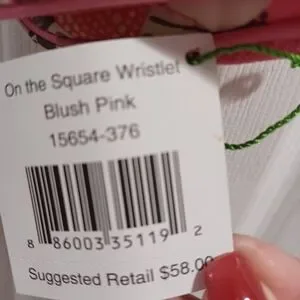 On the Square Wristlet
Blush Pink
15654-376
8 86003 35119 2
Suggested Retail $58.00